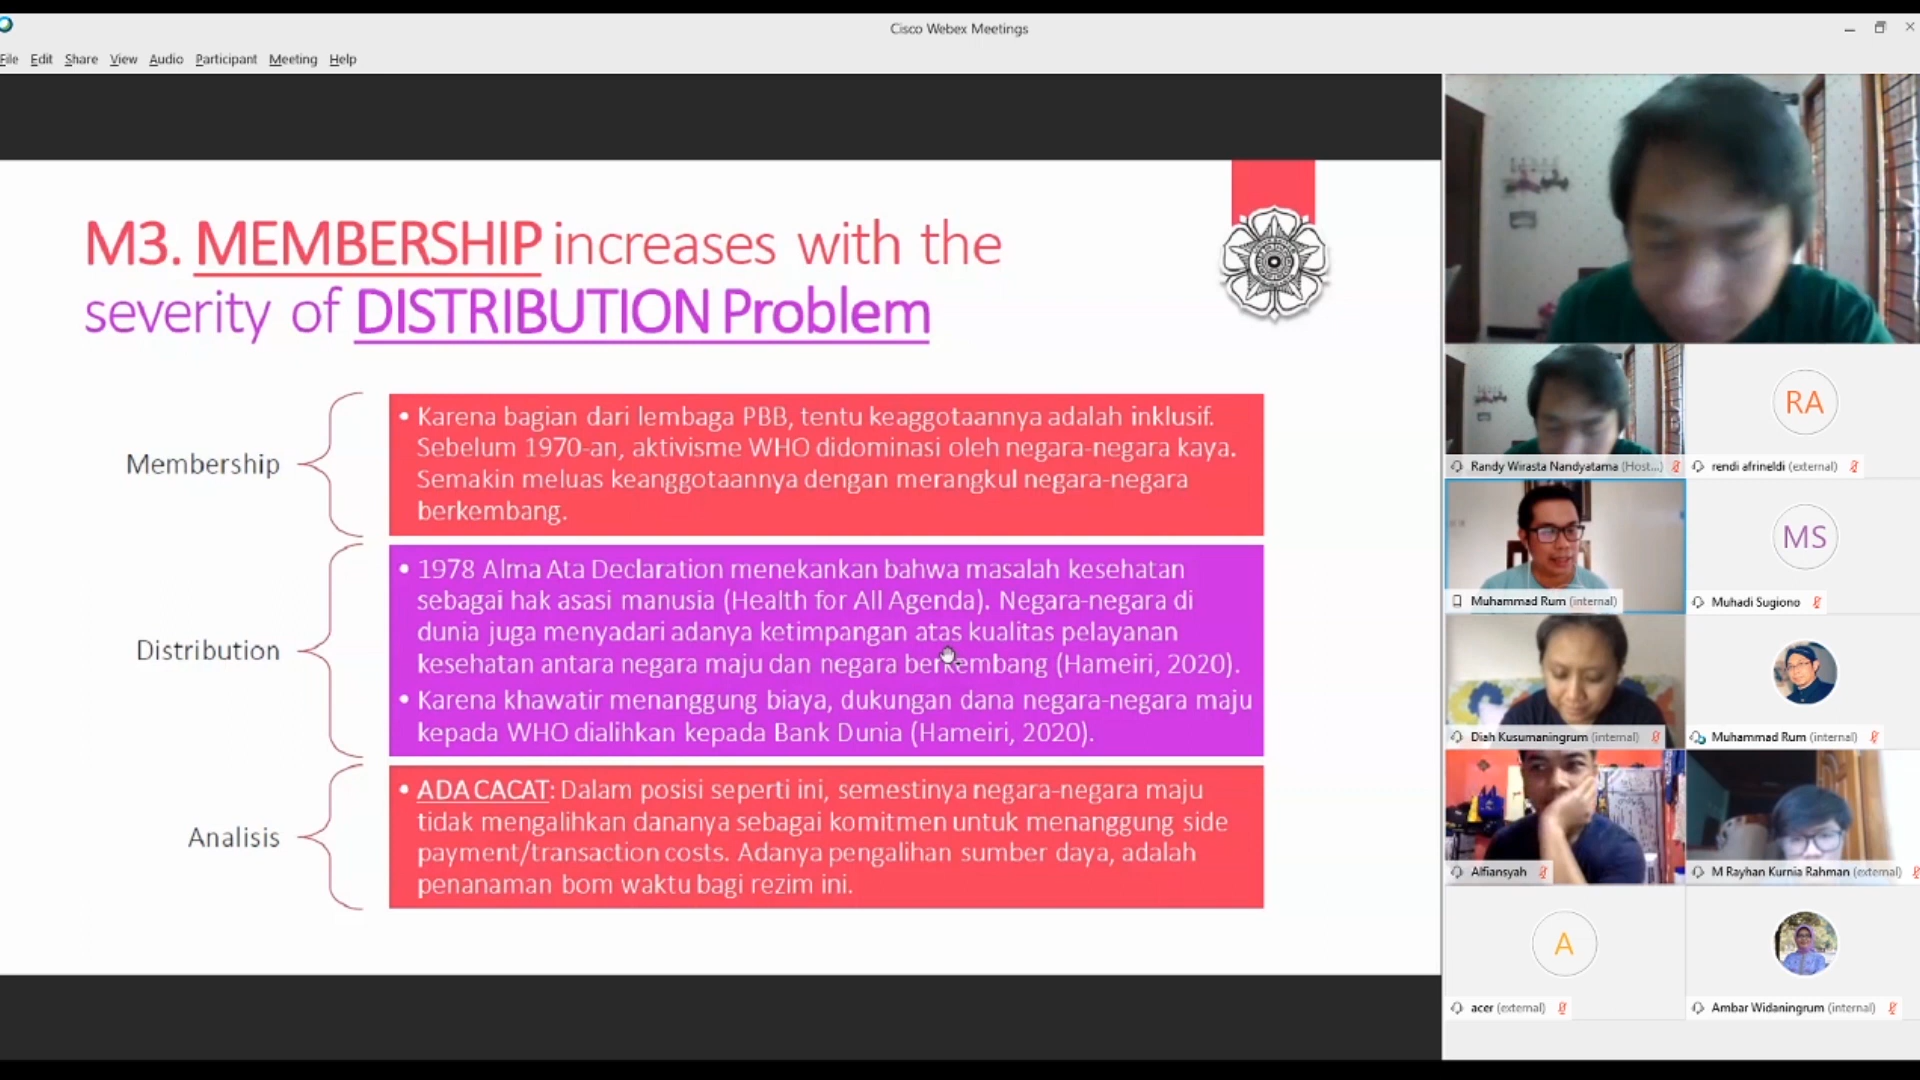 Cisco Webex Meetings
File Edit Share View Audio Participant Meeting Help
M3. MEMBERSHIP increases with the
severity of DISTRIBUTION Problem
Membership
• Karena bagian dari lembaga PBB, tentu keaggotaannya adalah inklusif.
Sebelum 1970-an, aktivisme WHO didominasi oleh negara-negara kaya.
Semakin meluas keanggotaannya dengan merangkul negara-negara
berkembang.
Distribution
• 1978 Alma Ata Declaration menekankan bahwa masalah kesehatan
sebagai hak asasi manusia (Health for All Agenda). Negara-negara di
dunia juga menyadari adanya ketimpangan atas kualitas pelayanan
kesehatan antara negara maju dan negara berkembang (Hameiri, 2020).
• Karena khawatir menanggung biaya, dukungan dana negara-negara maju
kepada WHO dialihkan kepada Bank Dunia (Hameiri, 2020).
Analisis
• ADA CACAT: Dalam posisi seperti ini, semestinya negara-negara maju
tidak mengalihkan dananya sebagai komitmen untuk menanggung side
payment/transaction costs. Adanya pengalihan sumber daya, adalah
penanaman bom waktu bagi rezim ini.
RA
Randy Wirasta Nandyatama (Host...)
rendi afrineldi (external)
MS
Muhammad Rum (internal)
Muhadi Sugiono
Diah Kusumaningrum (internal)
Muhammad Rum (internal)
Alfiansyah
M Rayhan Kurnia Rahman (external)
A
acer (external)
Ambar Widaningrum (internal)